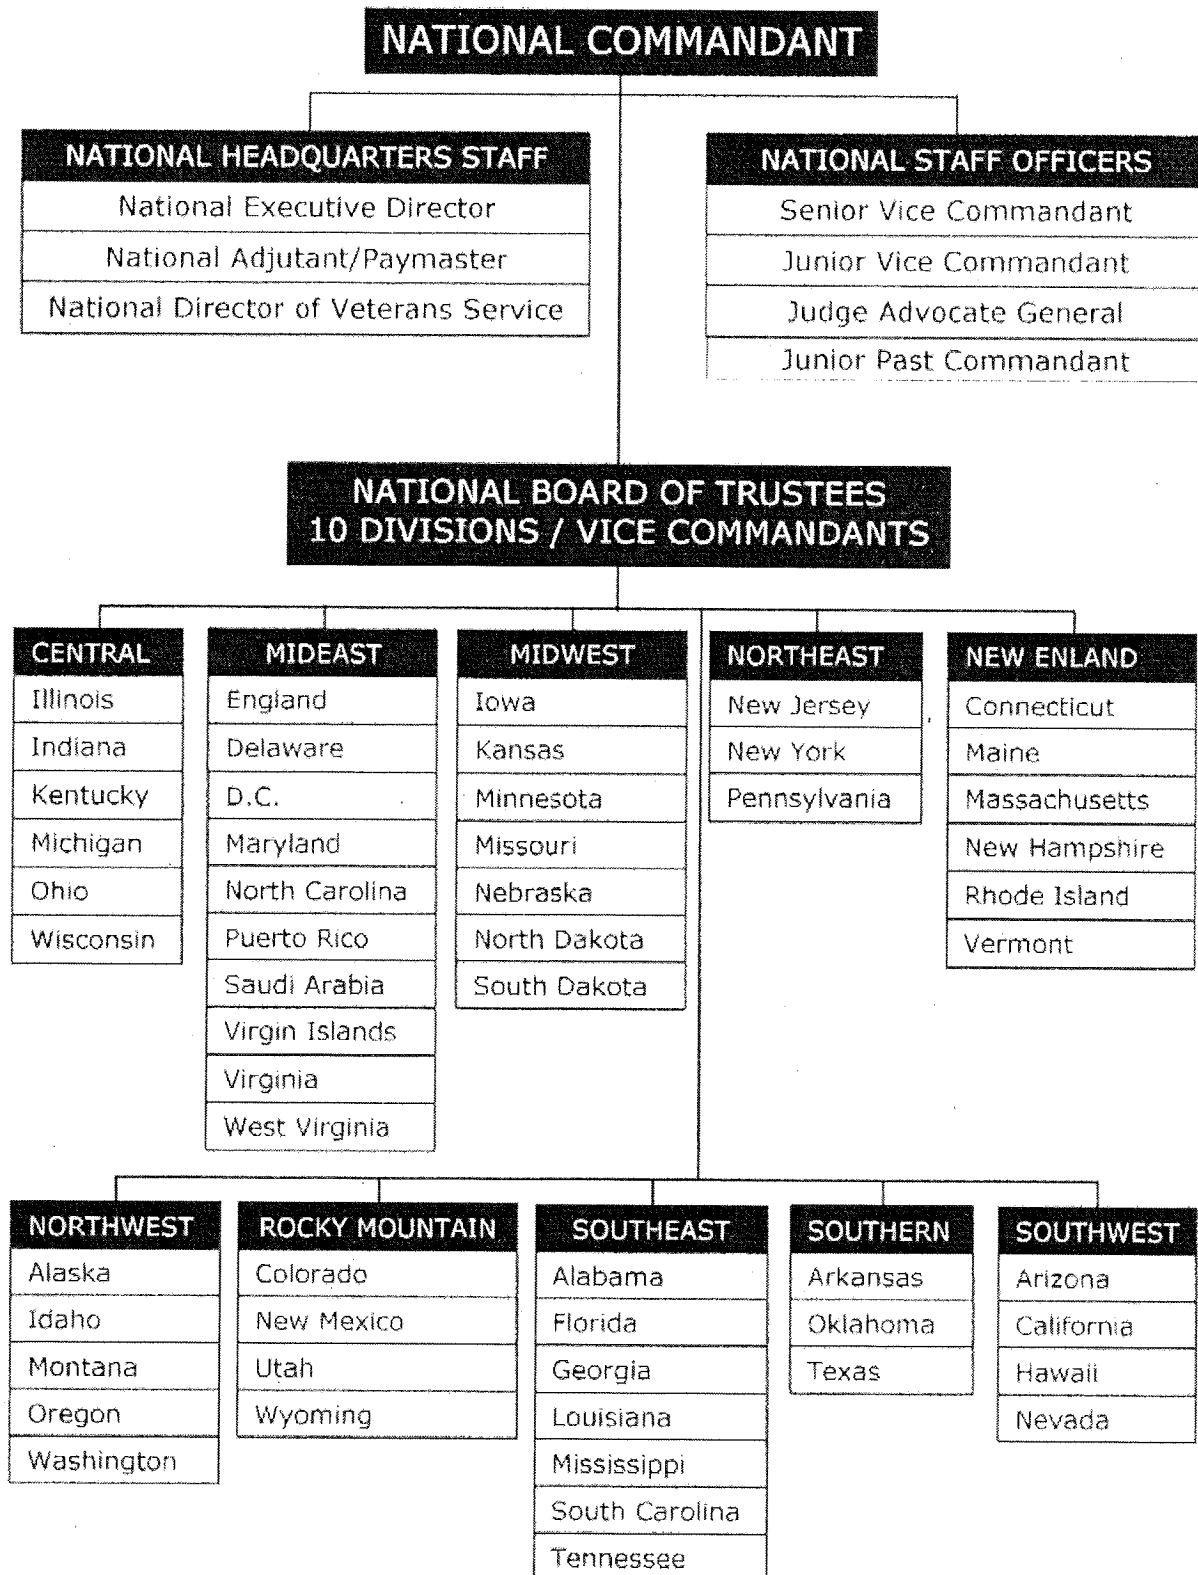 NATIONAL COMMANDANT
NATIONAL HEADQUARTERS STAFF
National Executive Director
National Adjutant/Paymaster
National Director of Veterans Service
NATIONAL STAFF OFFICERS
Senior Vice Commandant
Junior Vice Commandant
Judge Advocate General
Junior Past Commandant
NATIONAL BOARD OF TRUSTEES
10 DIVISIONS / VICE COMMANDANTS
CENTRAL
Illinois
Indiana
Kentucky
Michigan
Ohio
Wisconsin
MIDEAST
England
Delaware
D.C.
Maryland
North Carolina
Puerto Rico
Saudi Arabia
Virgin Islands
Virginia
West Virginia
MIDWEST
Iowa
Kansas
Minnesota
Missouri
Nebraska
North Dakota
South Dakota
NORTHEAST
New Jersey
New York
Pennsylvania
NEW ENLAND
Connecticut
Maine
Massachusetts
New Hampshire
Rhode Island
Vermont
NORTHWEST
Alaska
Idaho
Montana
Oregon
Washington
ROCKY MOUNTAIN
Colorado
New Mexico
Utah
Wyoming
SOUTHEAST
Alabama
Florida
Georgia
Louisiana
Mississippi
South Carolina
Tennessee
SOUTHERN
Arkansas
Oklahoma
Texas
SOUTHWEST
Arizona
California
Hawaii
Nevada